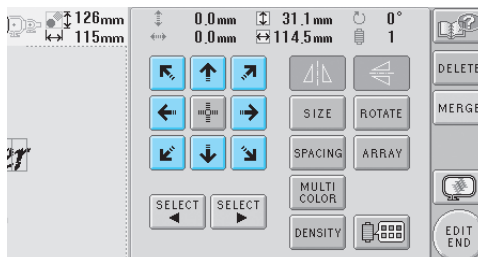 126mm 0.0mm 31.1mm 0°
115mm 0.0mm 114.5mm 1
DELETE
SIZE ROTATE MERGE
SPACING ARRAY
MULTI
COLOR
SELECT SELECT
DENSITY
EDIT
END